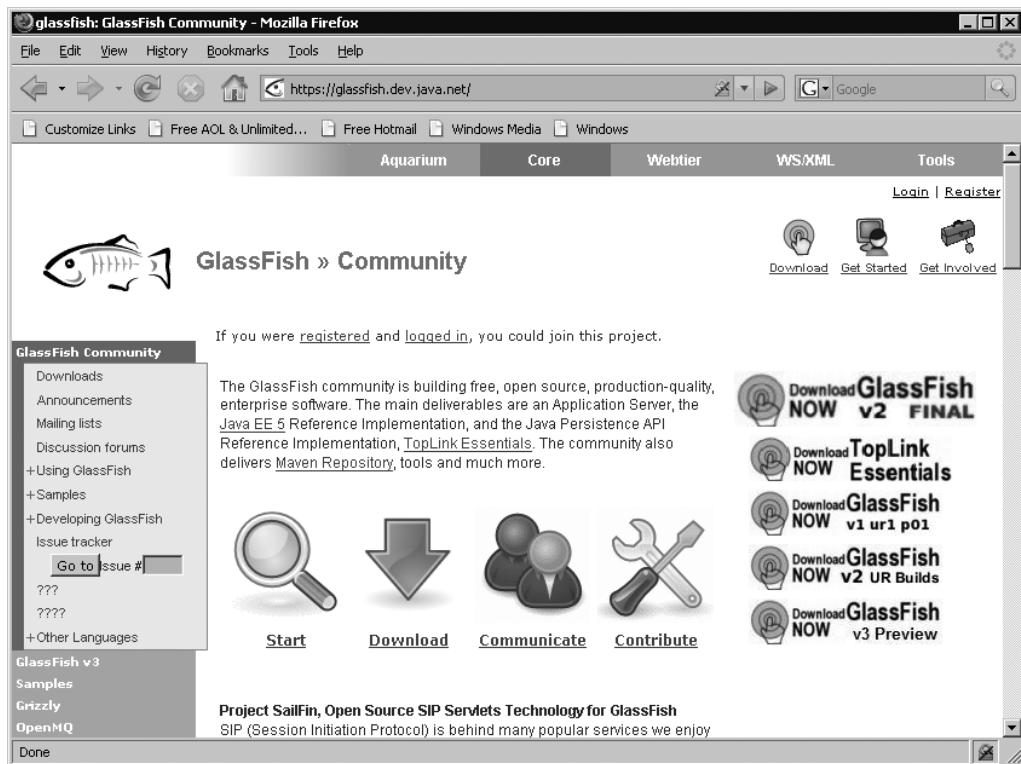 glassfish: GlassFish Community - Mozilla Firefox
File Edit View History Bookmarks Tools Help
https://glassfish.dev.java.net/
G Google
Customize Links Free AOL & Unlimited... Free Hotmail Windows Media Windows
Aquarium Core Webtier WS/XML Tools
Login | Register
GlassFish » Community
Download Get Started Get Involved
If you were registered and logged in, you could join this project.
GlassFish Community
Downloads
Announcements
Mailing lists
Discussion forums
+Using GlassFish
+Samples
+Developing GlassFish
Issue tracker
Go to Issue #
???
????
+Other Languages
GlassFish v3
Samples
Grizzly
OpenMQ
The GlassFish community is building free, open source, production-quality,
enterprise software. The main deliverables are an Application Server, the
Java EE 5 Reference Implementation, and the Java Persistence API
Reference Implementation, TopLink Essentials. The community also
delivers Maven Repository, tools and much more.
Start Download Communicate Contribute
Project SailFin, Open Source SIP Servlets Technology for GlassFish
SIP (Session Initiation Protocol) is behind many popular services we enjoy
Download NOW GlassFish v2 FINAL
Download NOW TopLink Essentials
Download NOW GlassFish v1 ur1 p01
Download NOW GlassFish v2 UR Builds
Download NOW GlassFish v3 Preview
Done